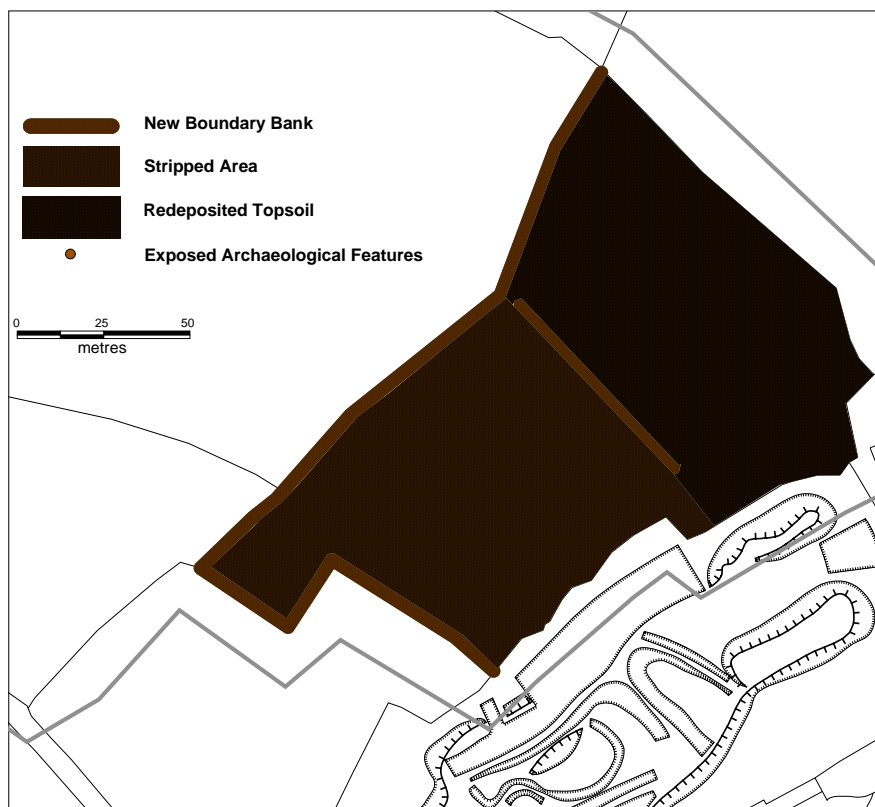 New Boundary Bank
Stripped Area
Redeposited Topsoil
Exposed Archaeological Features
0 25 50
metres